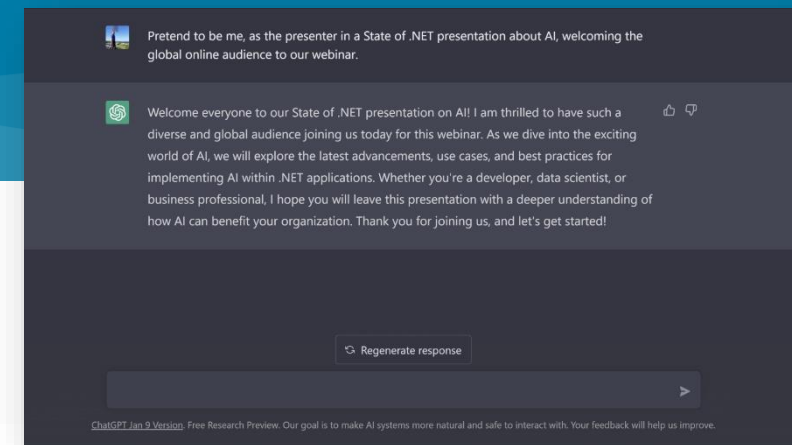 Pretend to be me, as the presenter in a State of .NET presentation about AI, welcoming the
global online audience to our webinar.
Welcome everyone to our State of .NET presentation on AI! I am thrilled to have such a
diverse and global audience joining us today for this webinar. As we dive into the exciting
world of AI, we will explore the latest advancements, use cases, and best practices for
implementing AI within .NET applications. Whether you're a developer, data scientist, or
business professional, I hope you will leave this presentation with a deeper understanding of
how AI can benefit your organization. Thank you for joining us, and let's get started!
Regenerate response
ChatGPT Jan 9 Version. Free Research Preview. Our goal is to make AI systems more natural and safe to interact with. Your feedback will help us improve.